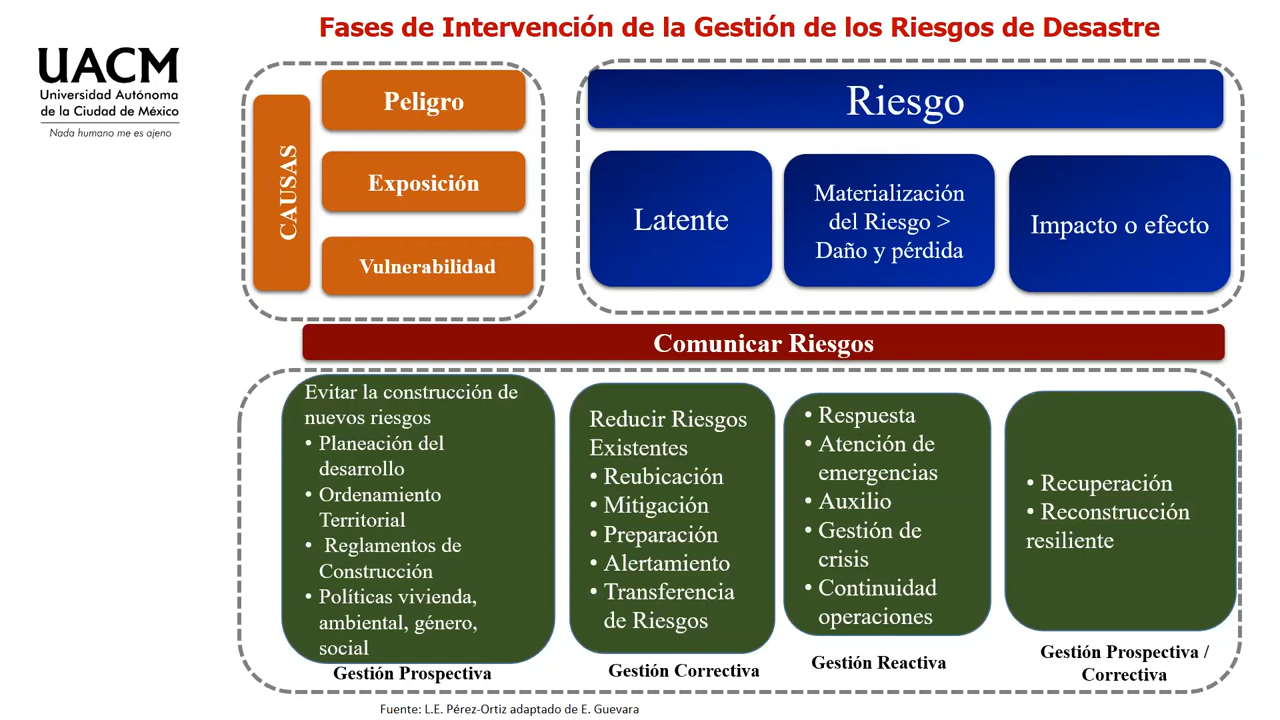 Fases de Intervención de la Gestión de los Riesgos de Desastre
UACM
Universidad Autónoma
de la Ciudad de México
Nada humano me es ajeno
CAUSAS
Peligro
Exposición
Vulnerabilidad
Riesgo
Latente
Materialización
del Riesgo >
Daño y pérdida
Impacto o efecto
Comunicar Riesgos
Evitar la construcción de
nuevos riesgos
• Planeación del
desarrollo
• Ordenamiento
Territorial
• Reglamentos de
Construcción
• Políticas vivienda,
ambiental, género,
social
Gestión Prospectiva
Reducir Riesgos
Existentes
• Reubicación
• Mitigación
• Preparación
• Alertamiento
• Transferencia
de Riesgos
Gestión Correctiva
• Respuesta
• Atención de
emergencias
• Auxilio
• Gestión de
crisis
• Continuidad
operaciones
Gestión Reactiva
• Recuperación
• Reconstrucción
resiliente
Gestión Prospectiva /
Correctiva
Fuente: L.E. Pérez-Ortiz adaptado de E. Guevara